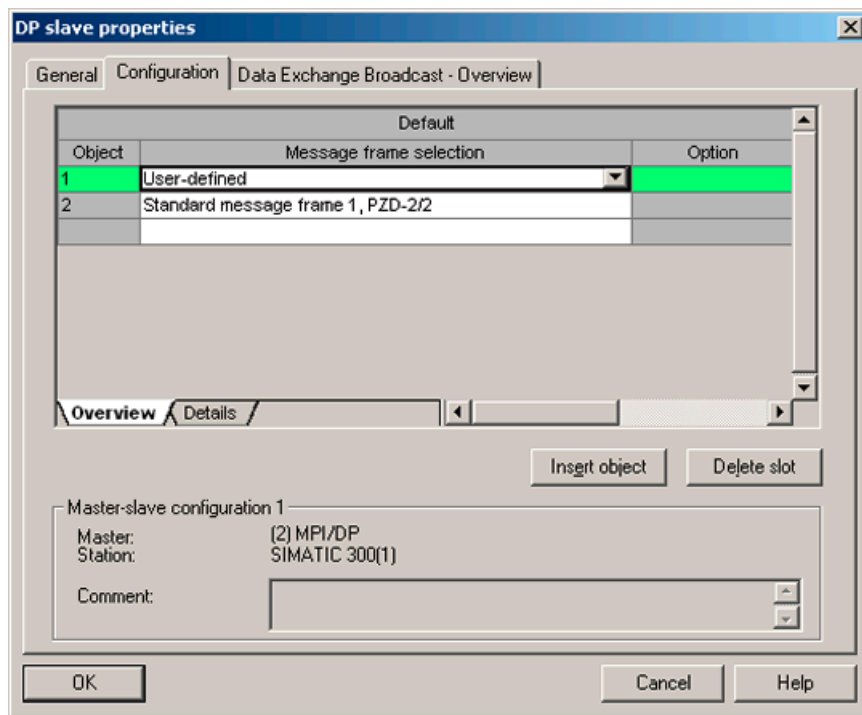 DP slave properties
General Configuration Data Exchange Broadcast - Overview
Default
Object Message frame selection Option
1 User-defined
2 Standard message frame 1, PZD-2/2
Overview Details
Insert object Delete slot
Master-slave configuration 1
Master: (2) MPI/DP
Station: SIMATIC 300(1)
Comment:
OK Cancel Help